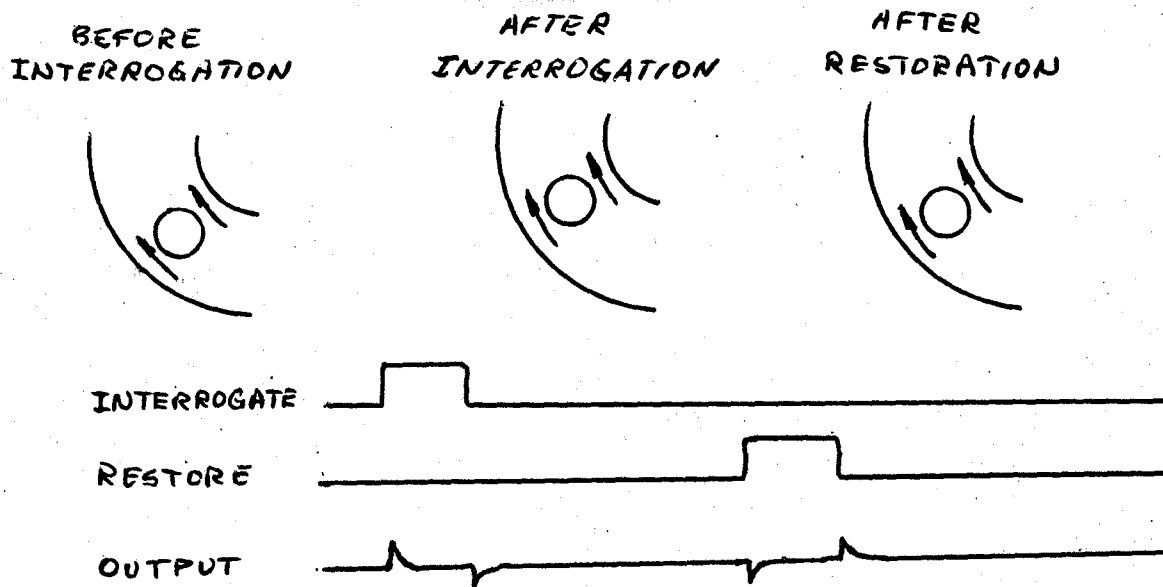 BEFORE
INTERROGATION
AFTER
INTERROGATION
AFTER
RESTORATION
INTERROGATE
RESTORE
OUTPUT